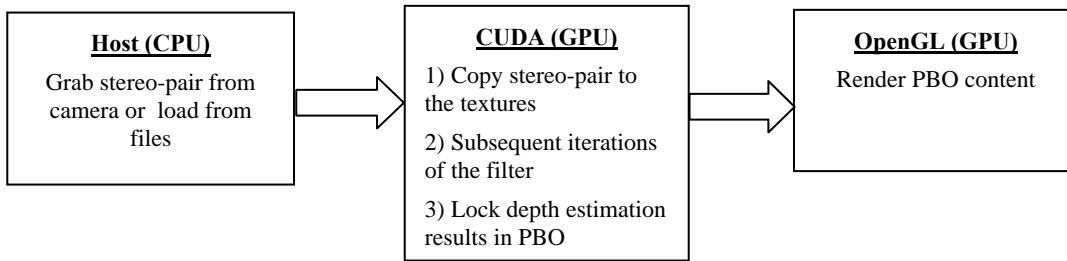 Host (CPU)
Grab stereo-pair from
camera or load from
files
CUDA (GPU)
1) Copy stereo-pair to
the textures
2) Subsequent iterations
of the filter
3) Lock depth estimation
results in PBO
OpenGL (GPU)
Render PBO content